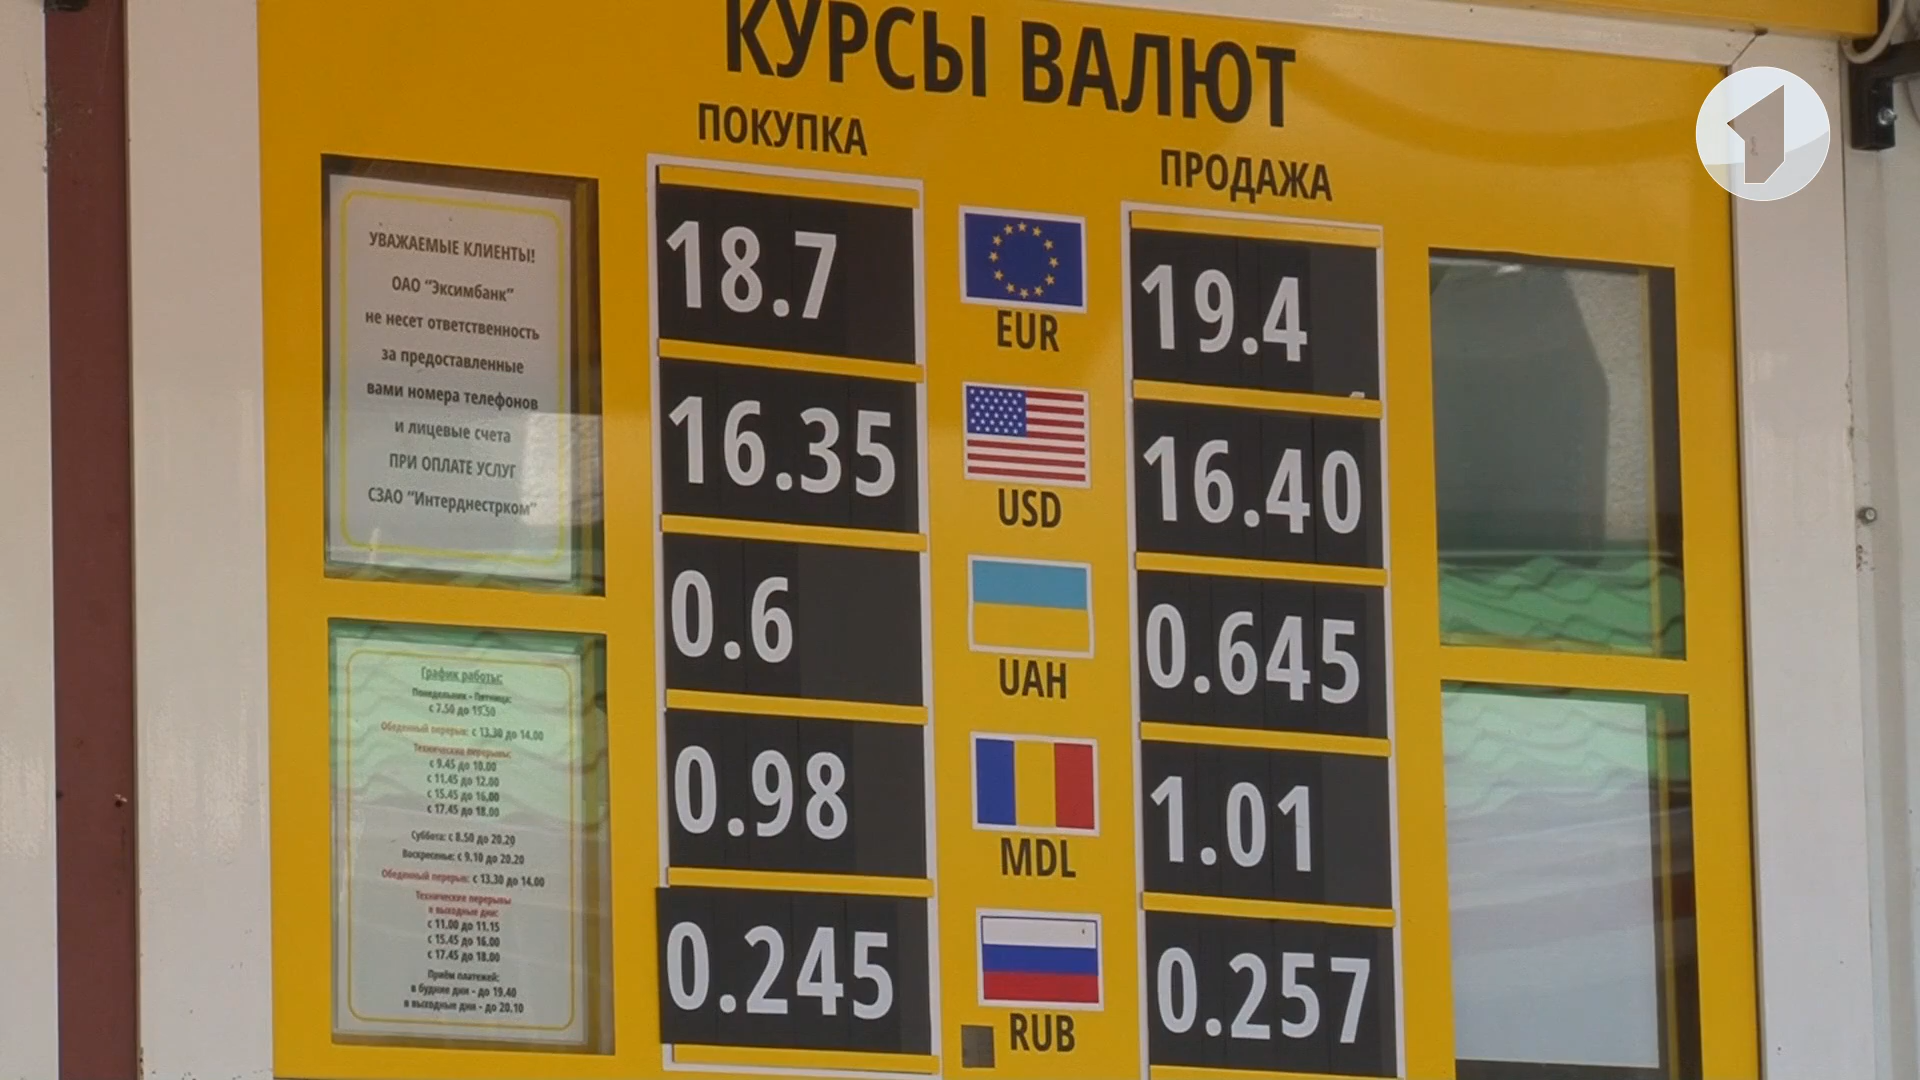 КУРСЫ ВАЛЮТ
ПОКУПКА
ПРОДАЖА
18.7
EUR
19.4
16.35
USD
16.40
0.6
UAH
0.645
0.98
MDL
1.01
0.245
RUB
0.257
УВАЖАЕМЫЕ КЛИЕНТЫ!
ОАО "Эксимбанк"
не несет ответственность
за предоставленные
вами номера телефонов
и лицевые счета
ПРИ ОПЛАТЕ УСЛУГ
СЗАО "Интерднестрком"
График работы:
Понедельник - Пятница:
с 7.50 до 19.50
Обеденный перерыв: с 13.30 до 14.00
Технические перерывы:
с 9.45 до 10.00
с 11.45 до 12.00
с 15.45 до 16.00
с 17.45 до 18.00
Суббота: с 8.50 до 20.20
Воскресенье: с 9.10 до 20.20
Обеденный перерыв: с 13.30 до 14.00
Технические перерывы
в выходные дни:
с 11.00 до 11.15
с 15.45 до 16.00
с 17.45 до 18.00
Приём платежей:
в будние дни - до 19.40
в выходные дни - до 20.10